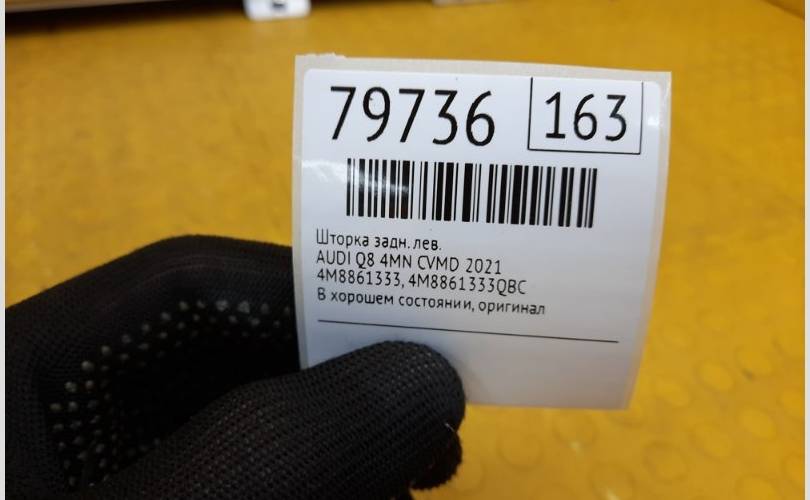 79736 163
Шторка задн. лев.
AUDI Q8 4MN CVMD 2021
4M8861333, 4M8861333QBC
В хорошем состоянии, оригинал